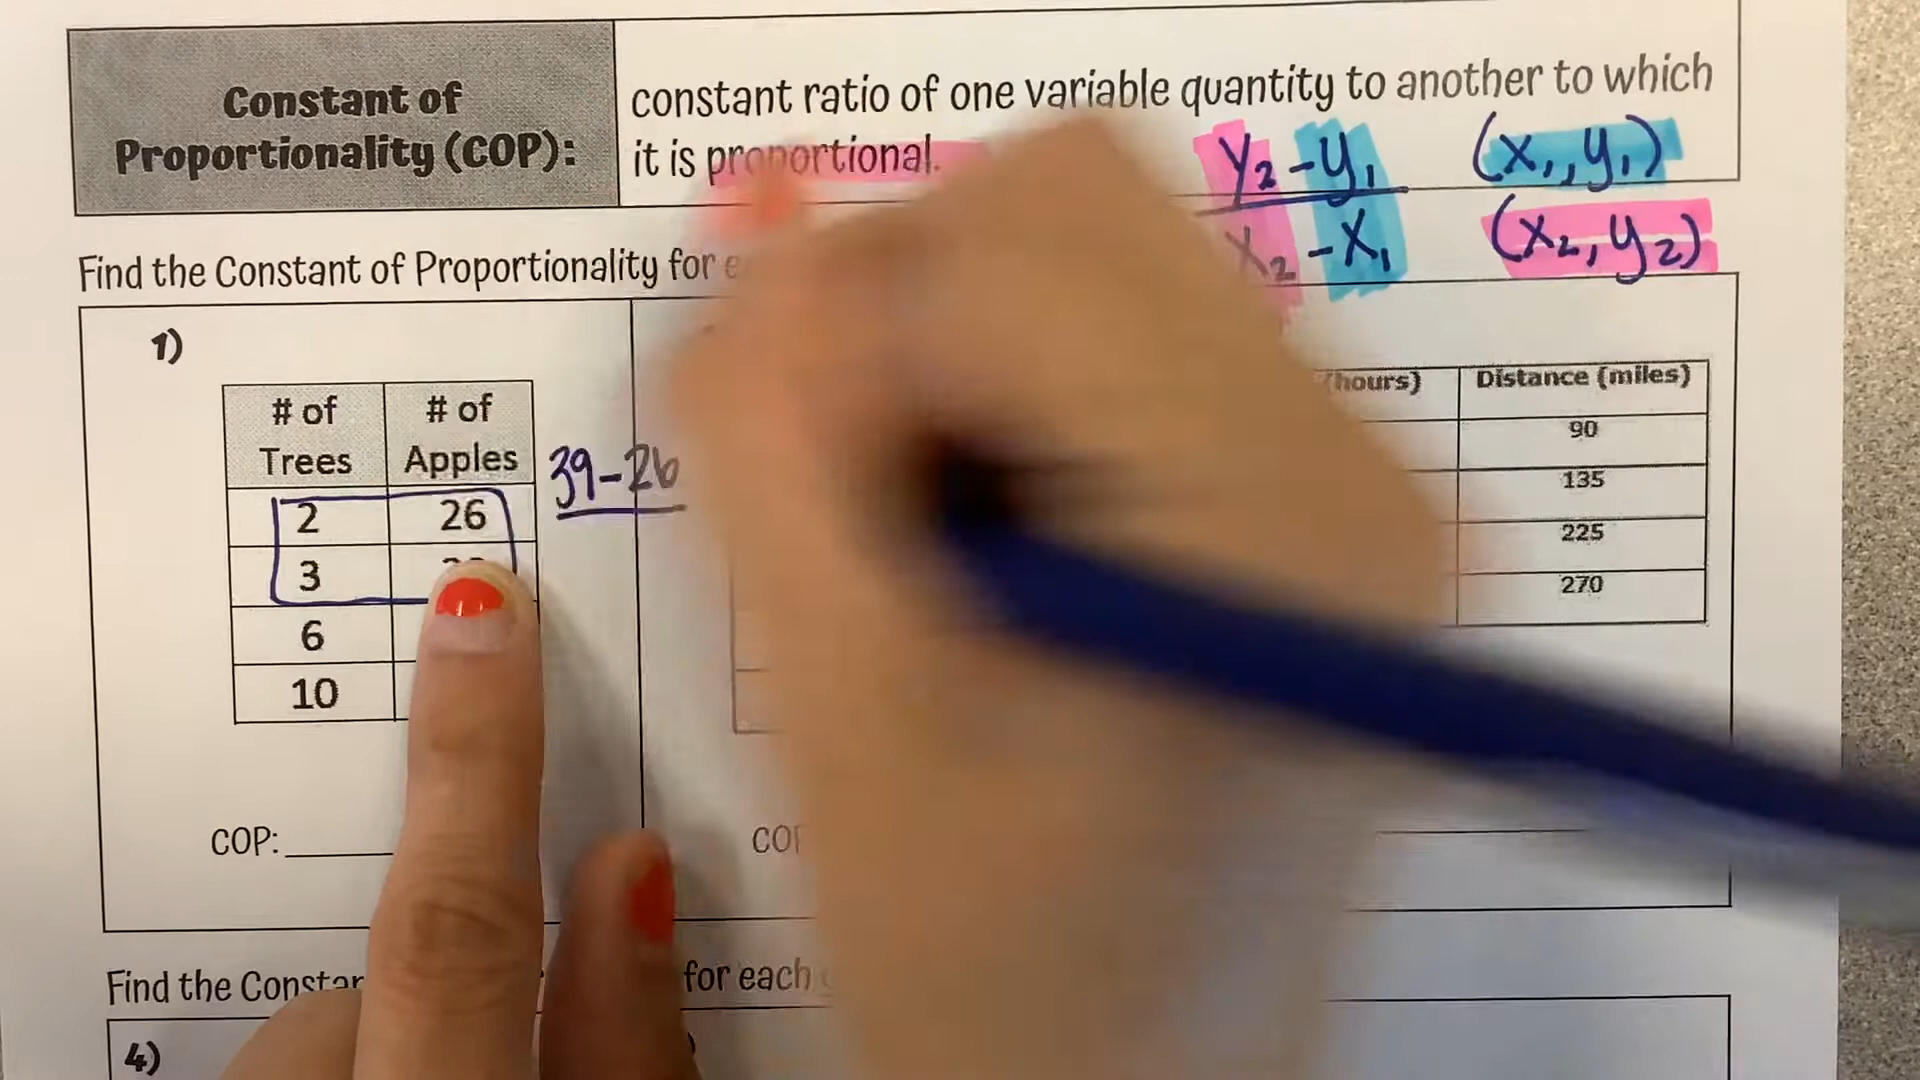 Constant of
Proportionality (COP):
constant ratio of one variable quantity to another to which
it is proportional.
y₂ - y₁
x₂ - x₁
(x₁, y₁)
(x₂, y₂)
Find the Constant of Proportionality for
1)
# of Trees # of Apples
2 26
3
6
10
39-26
COP:
(hours) Distance (miles)
90
135
225
270
Find the for each
4)